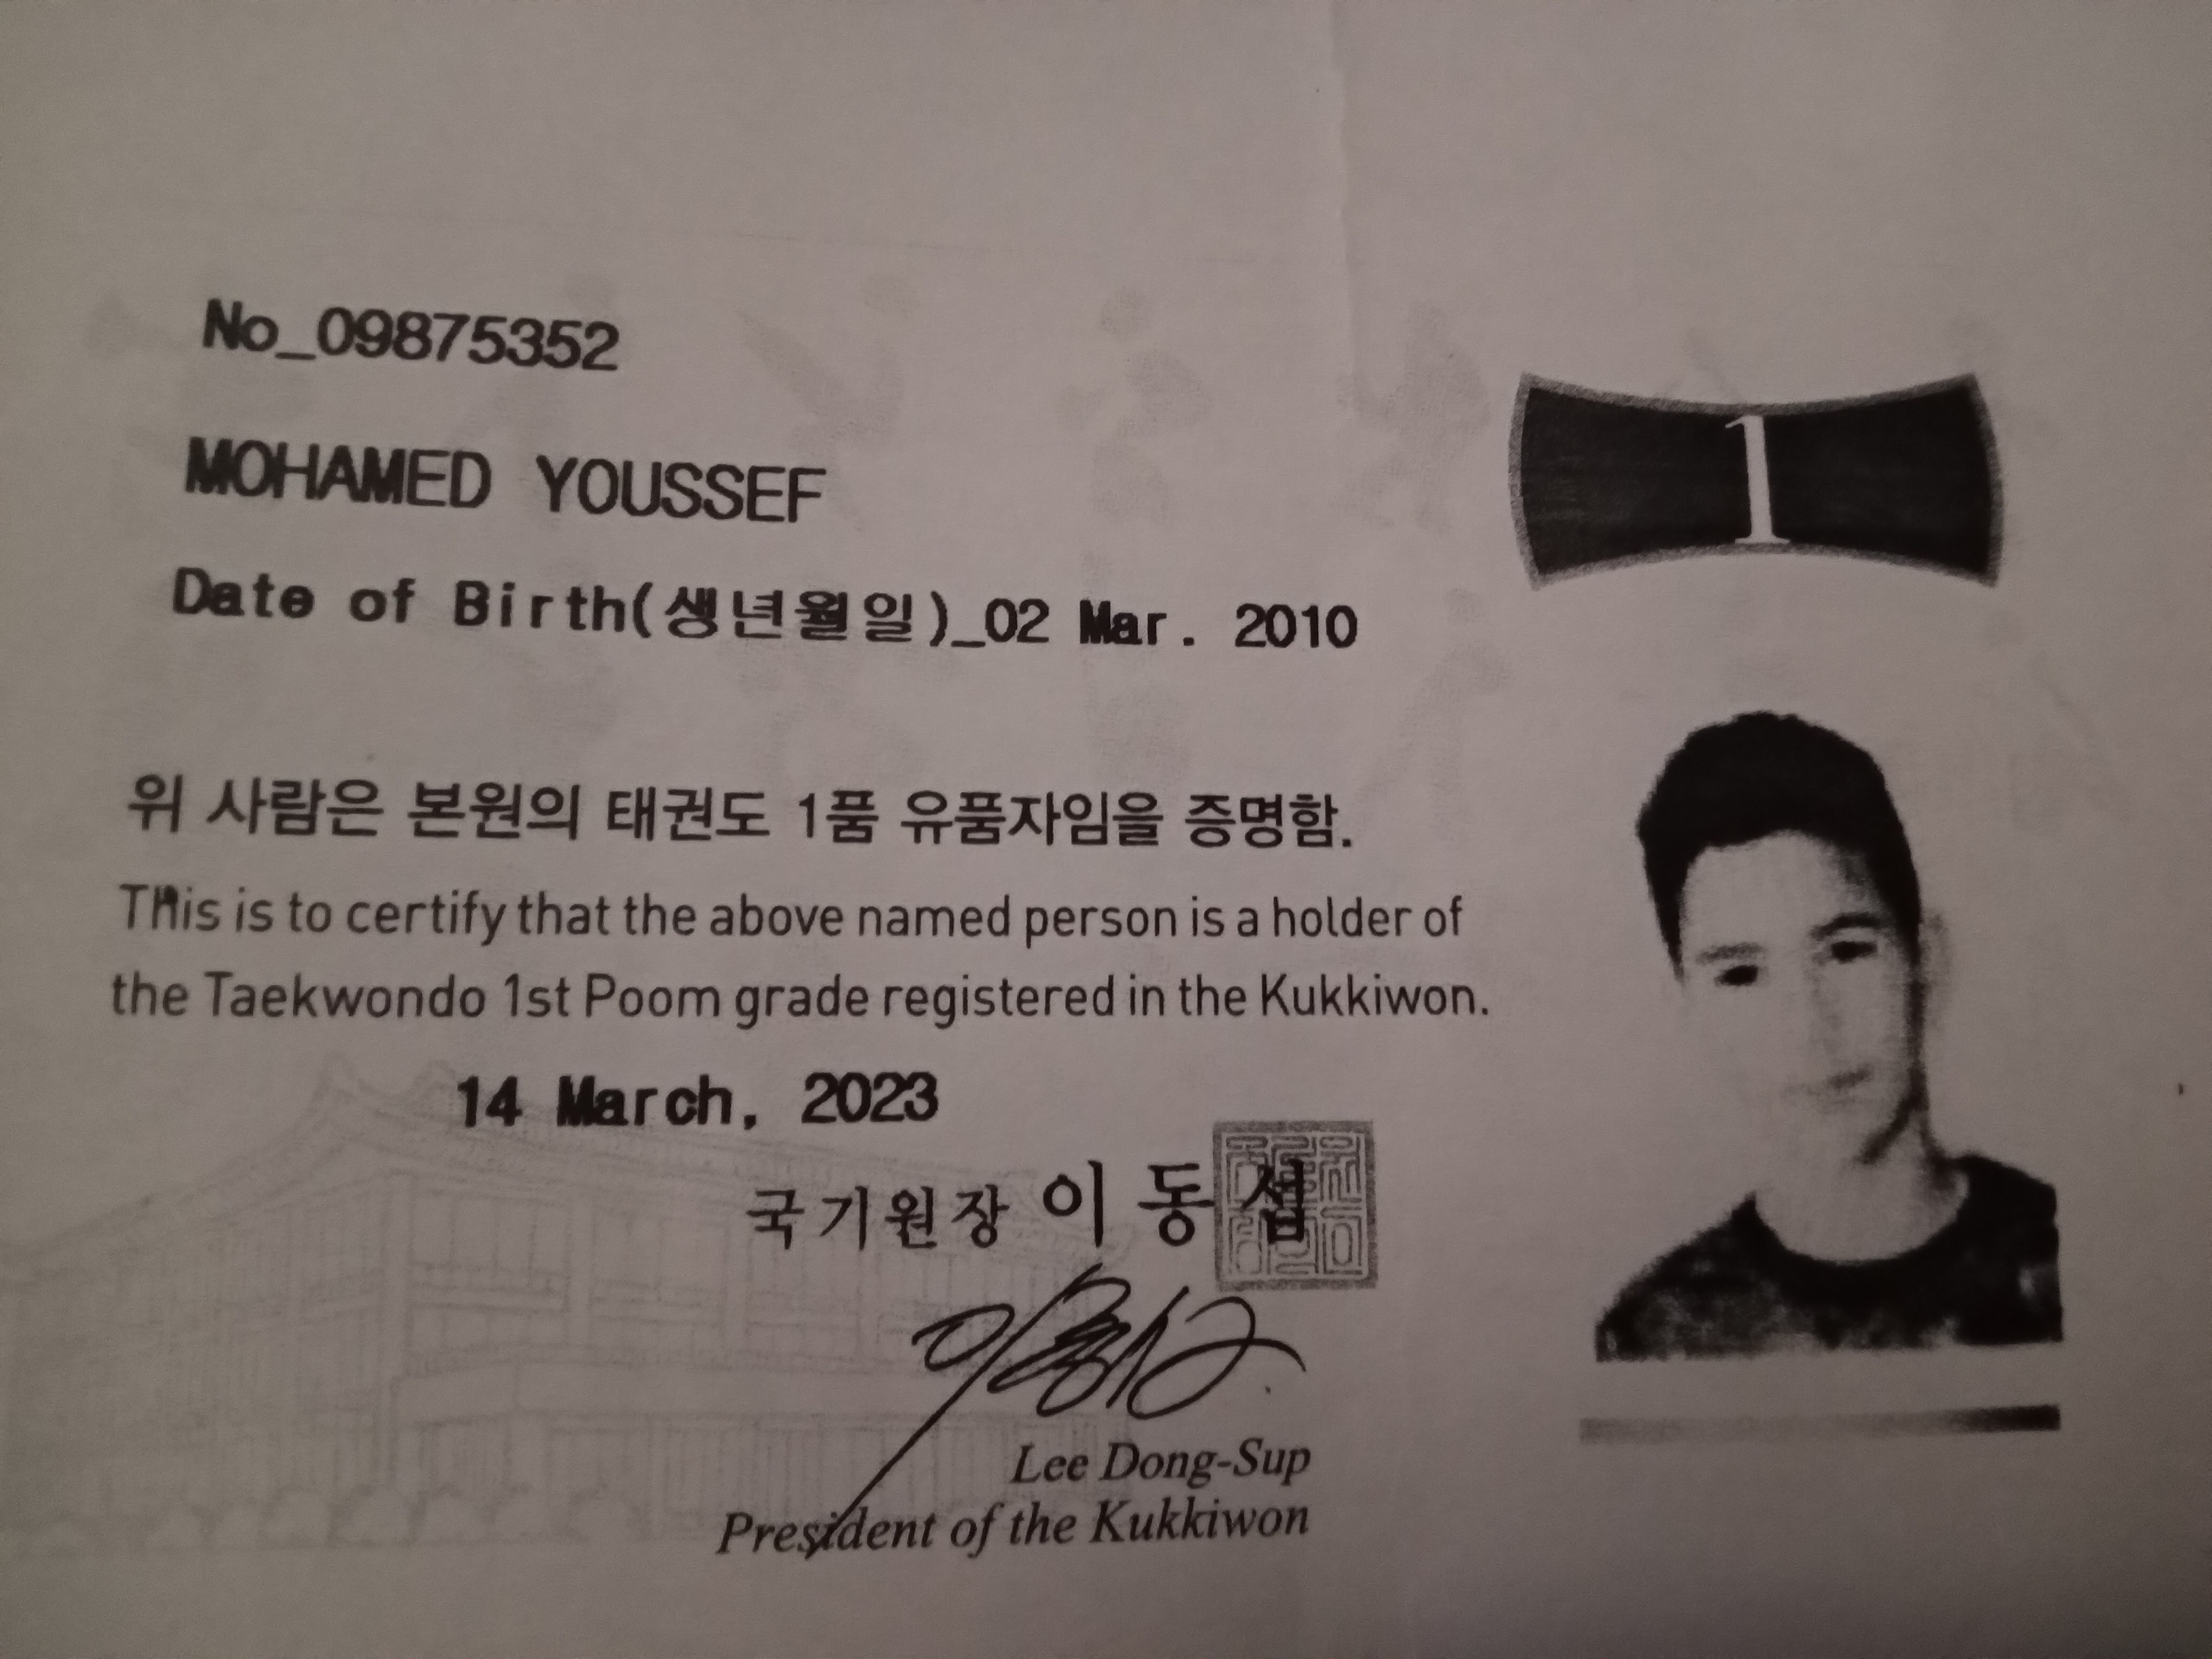 No_09875352
1
MOHAMED YOUSSEF
Date of Birth(생년월일)_02 Mar. 2010
위 사람은 본원의 태권도 1품 유품자임을 증명함.
This is to certify that the above named person is a holder of
the Taekwondo 1st Poom grade registered in the Kukkiwon.
14 March, 2023
국기원장 이동섭
Lee Dong-Sup
President of the Kukkiwon